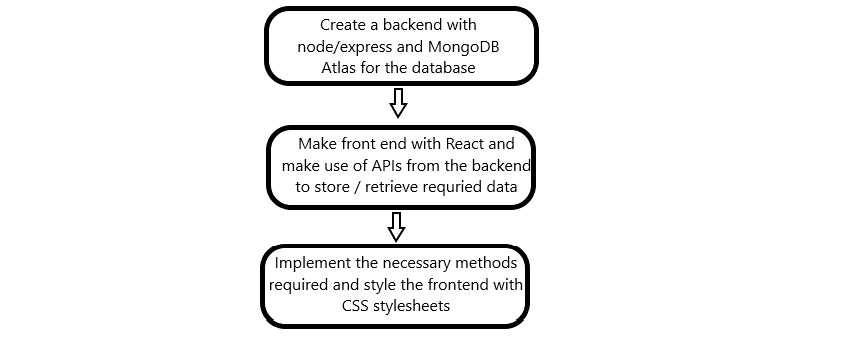 Create a backend with
node/express and MongoDB
Atlas for the database
Make front end with React and
make use of APIs from the backend
to store / retrieve requried data
Implement the necessary methods
required and style the frontend with
CSS stylesheets